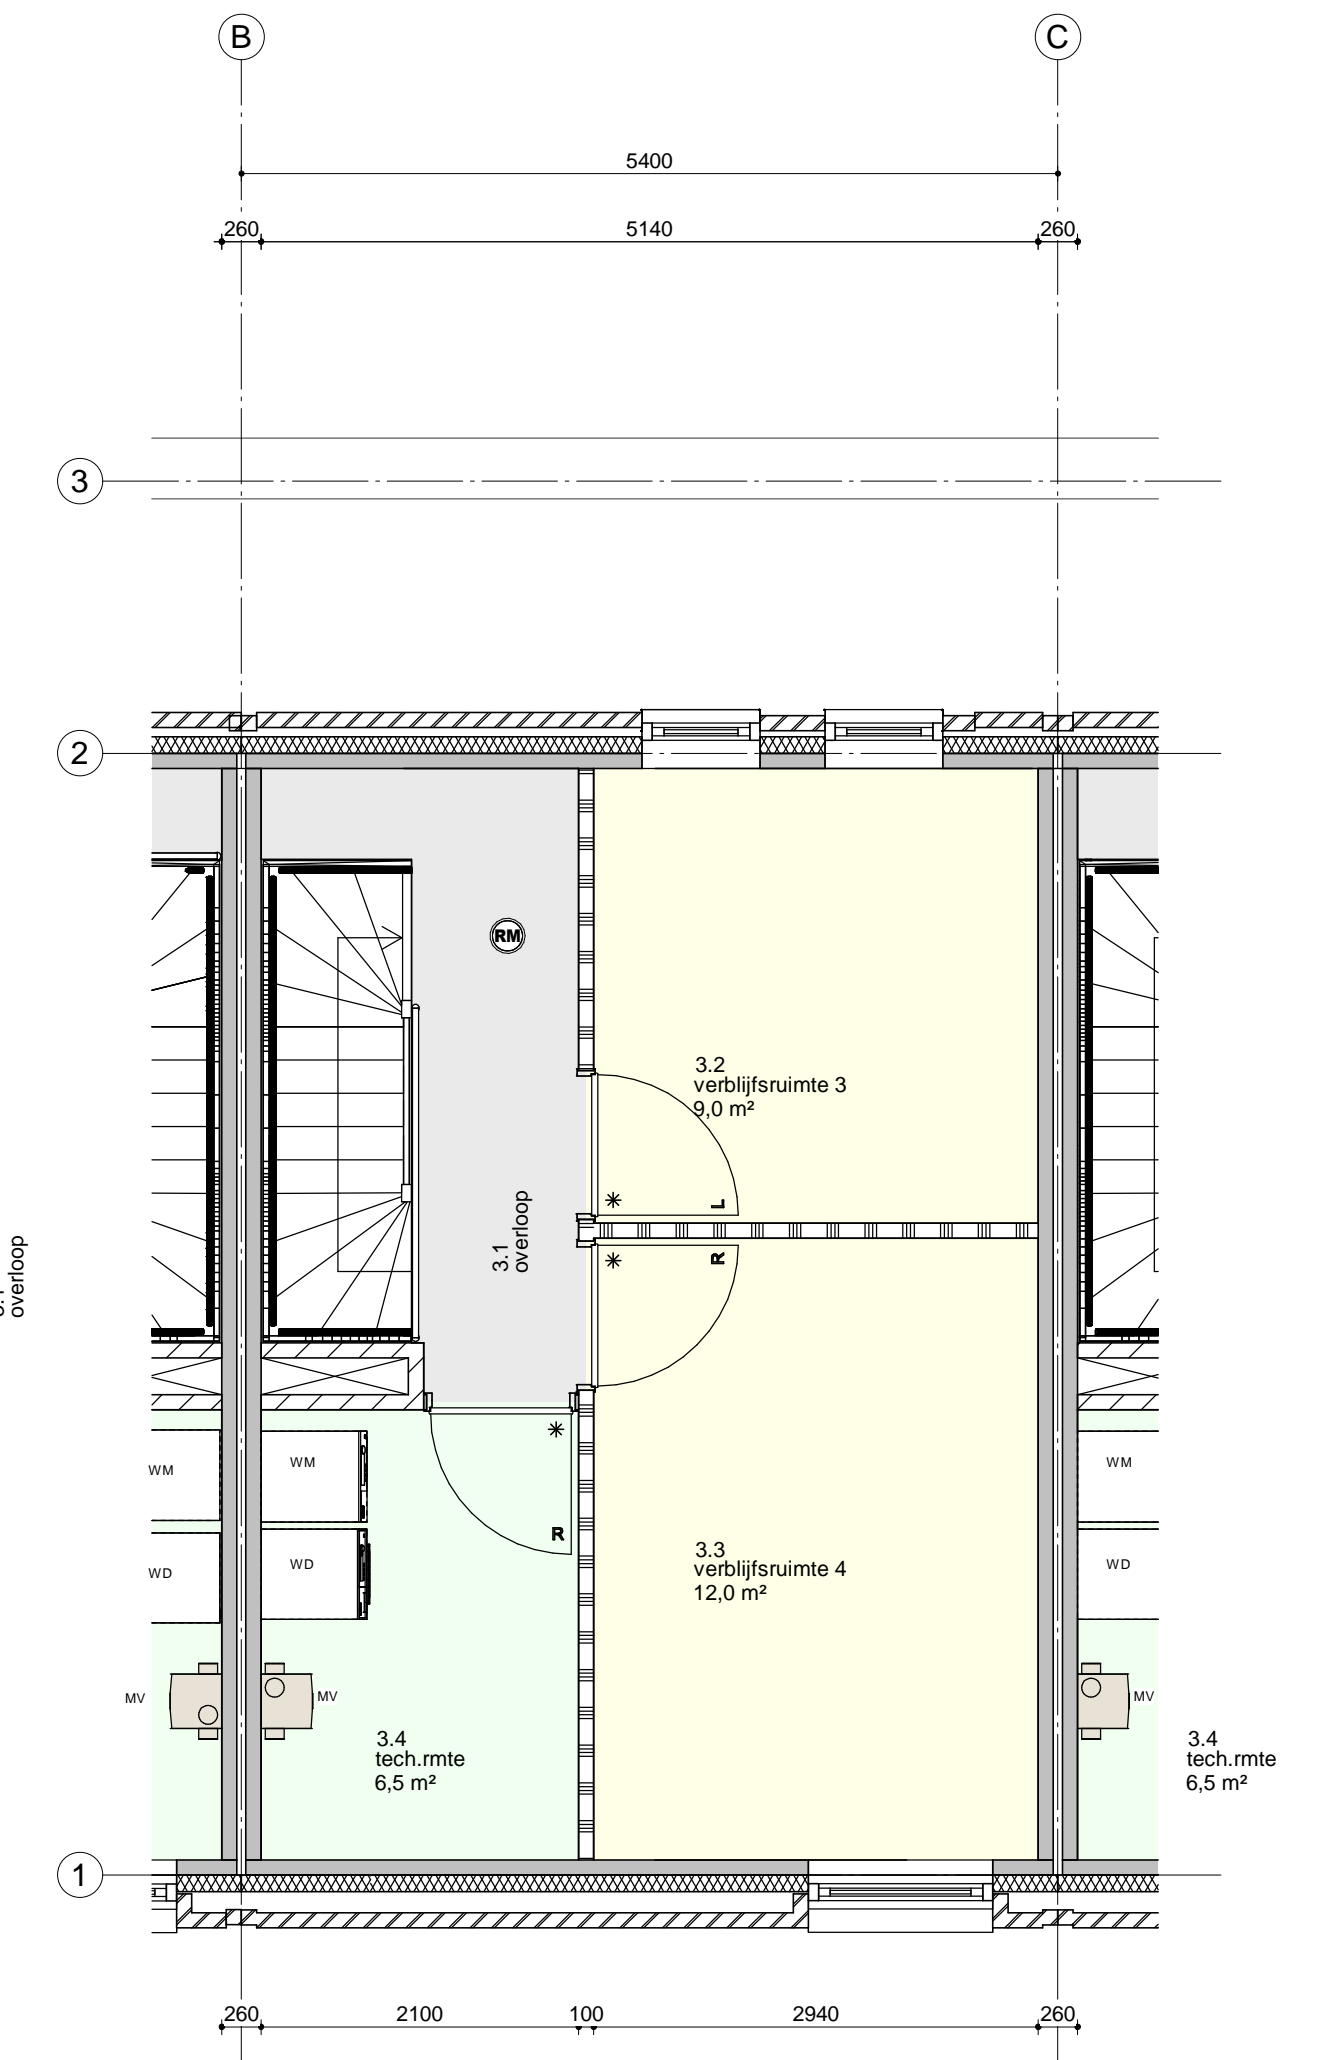 B
C
5400
260
5140
260
3
2
RM
3.2
verblijfsruimte 3
9,0 m²
L
3.1
overloop
overloop
R
WM
WM
WM
R
WD
WD
WD
3.3
verblijfsruimte 4
12,0 m²
MV
MV
MV
3.4
tech.rmte
6,5 m²
3.4
tech.rmte
6,5 m²
1
260
2100
100
2940
260